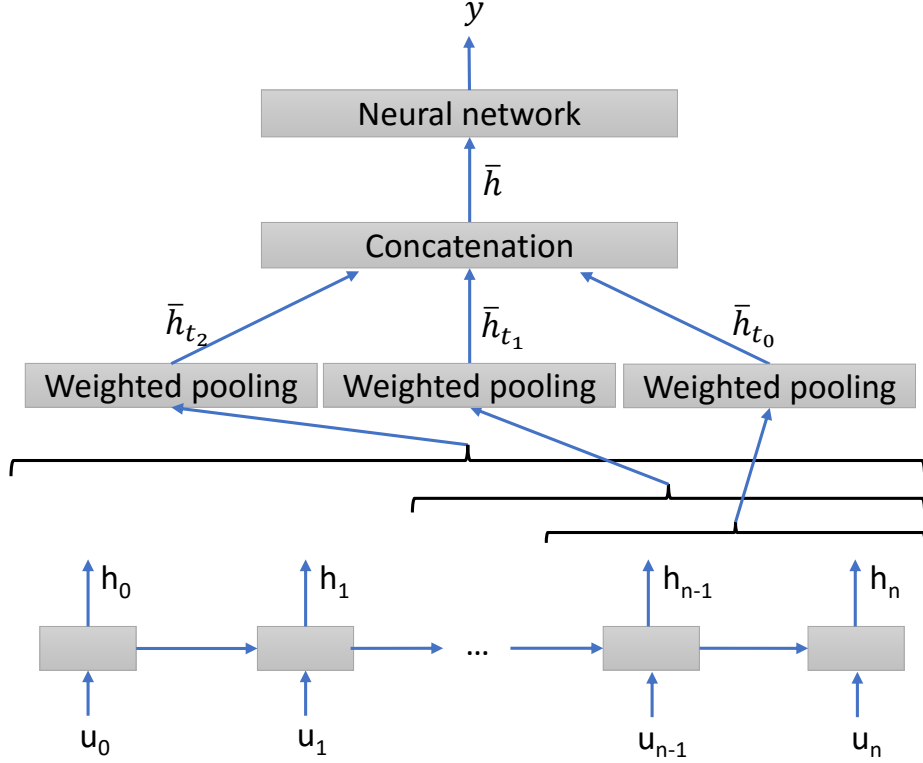 y
Neural network
h̄
Concatenation
h̄ₜ₂ h̄ₜ₁ h̄ₜ₀
Weighted pooling Weighted pooling Weighted pooling
h₀ h₁ hₙ₋₁ hₙ
...
u₀ u₁ uₙ₋₁ uₙ